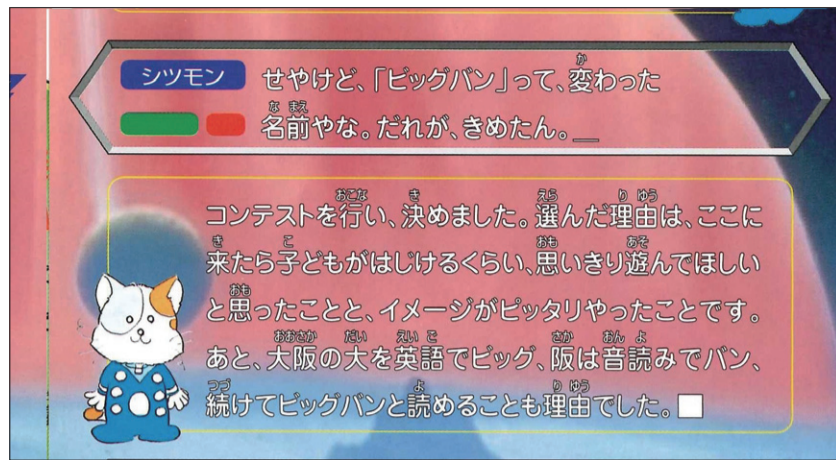 シツモン せやけど、「ビッグバン」って、変わった
名前やな。だれが、きめたん。__
コンテストを行い、決めました。選んだ理由は、ここに
来たら子どもがはじけるくらい、思いきり遊んでほしい
と思ったことと、イメージがピッタリやったことです。
あと、大阪の大を英語でビッグ、阪は音読みでバン、
続けてビッグバンと読めることも理由でした。■